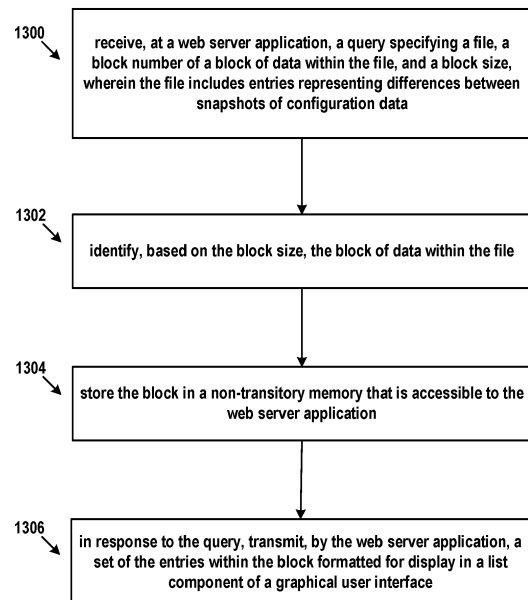 1300
receive, at a web server application, a query specifying a file, a
block number of a block of data within the file, and a block size,
wherein the file includes entries representing differences between
snapshots of configuration data
1302
identify, based on the block size, the block of data within the file
1304
store the block in a non-transitory memory that is accessible to the
web server application
1306
in response to the query, transmit, by the web server application, a
set of the entries within the block formatted for display in a list
component of a graphical user interface